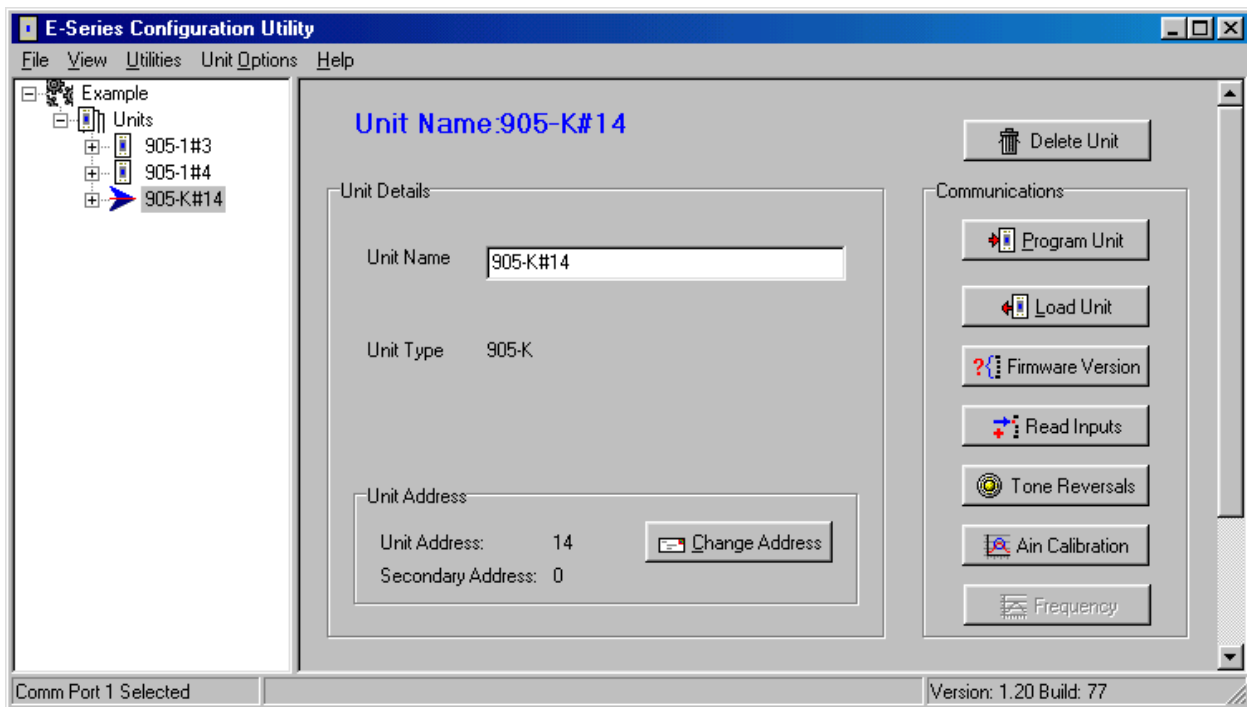 E-Series Configuration Utility
File View Utilities Unit Options Help
Example
Units
905-1#3
905-1#4
905-K#14
Unit Name:905-K#14
Delete Unit
Unit Details
Unit Name
905-K#14
Unit Type
905-K
Unit Address
Unit Address: 14
Secondary Address: 0
Change Address
Communications
Program Unit
Load Unit
Firmware Version
Read Inputs
Tone Reversals
Ain Calibration
Frequency
Comm Port 1 Selected
Version: 1.20 Build: 77